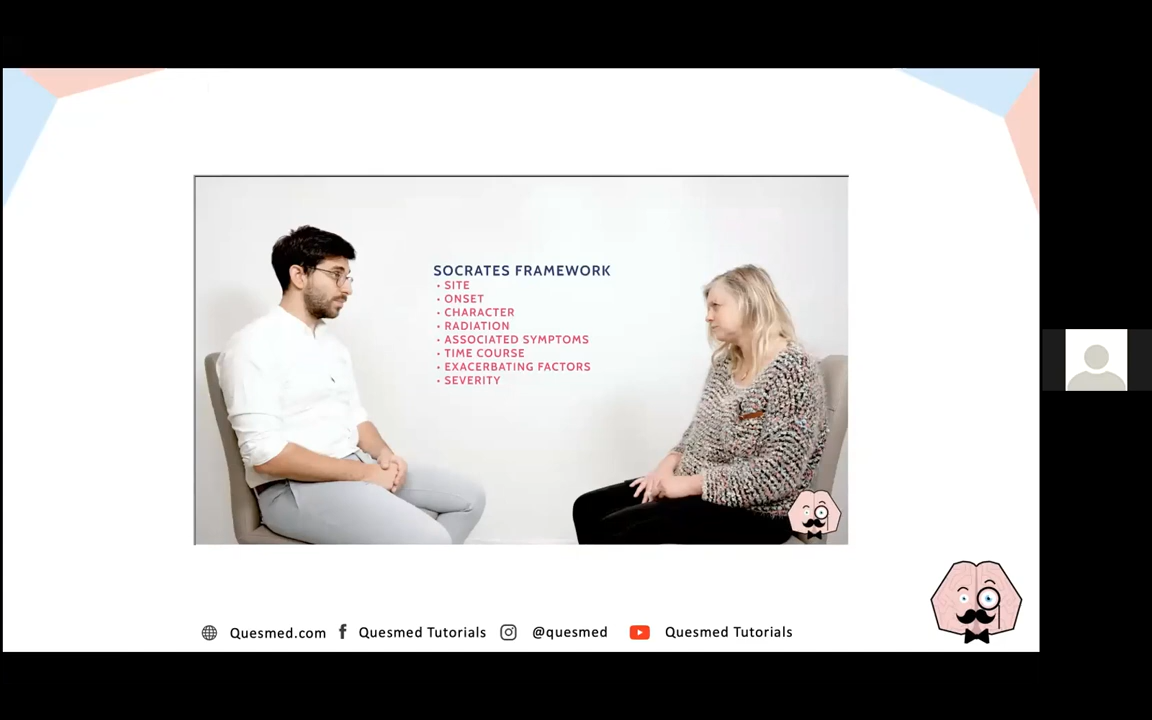 SOCRATES FRAMEWORK
• SITE
• ONSET
• CHARACTER
• RADIATION
• ASSOCIATED SYMPTOMS
• TIME COURSE
• EXACERBATING FACTORS
• SEVERITY
Quesmed.com Quesmed Tutorials @quesmed Quesmed Tutorials